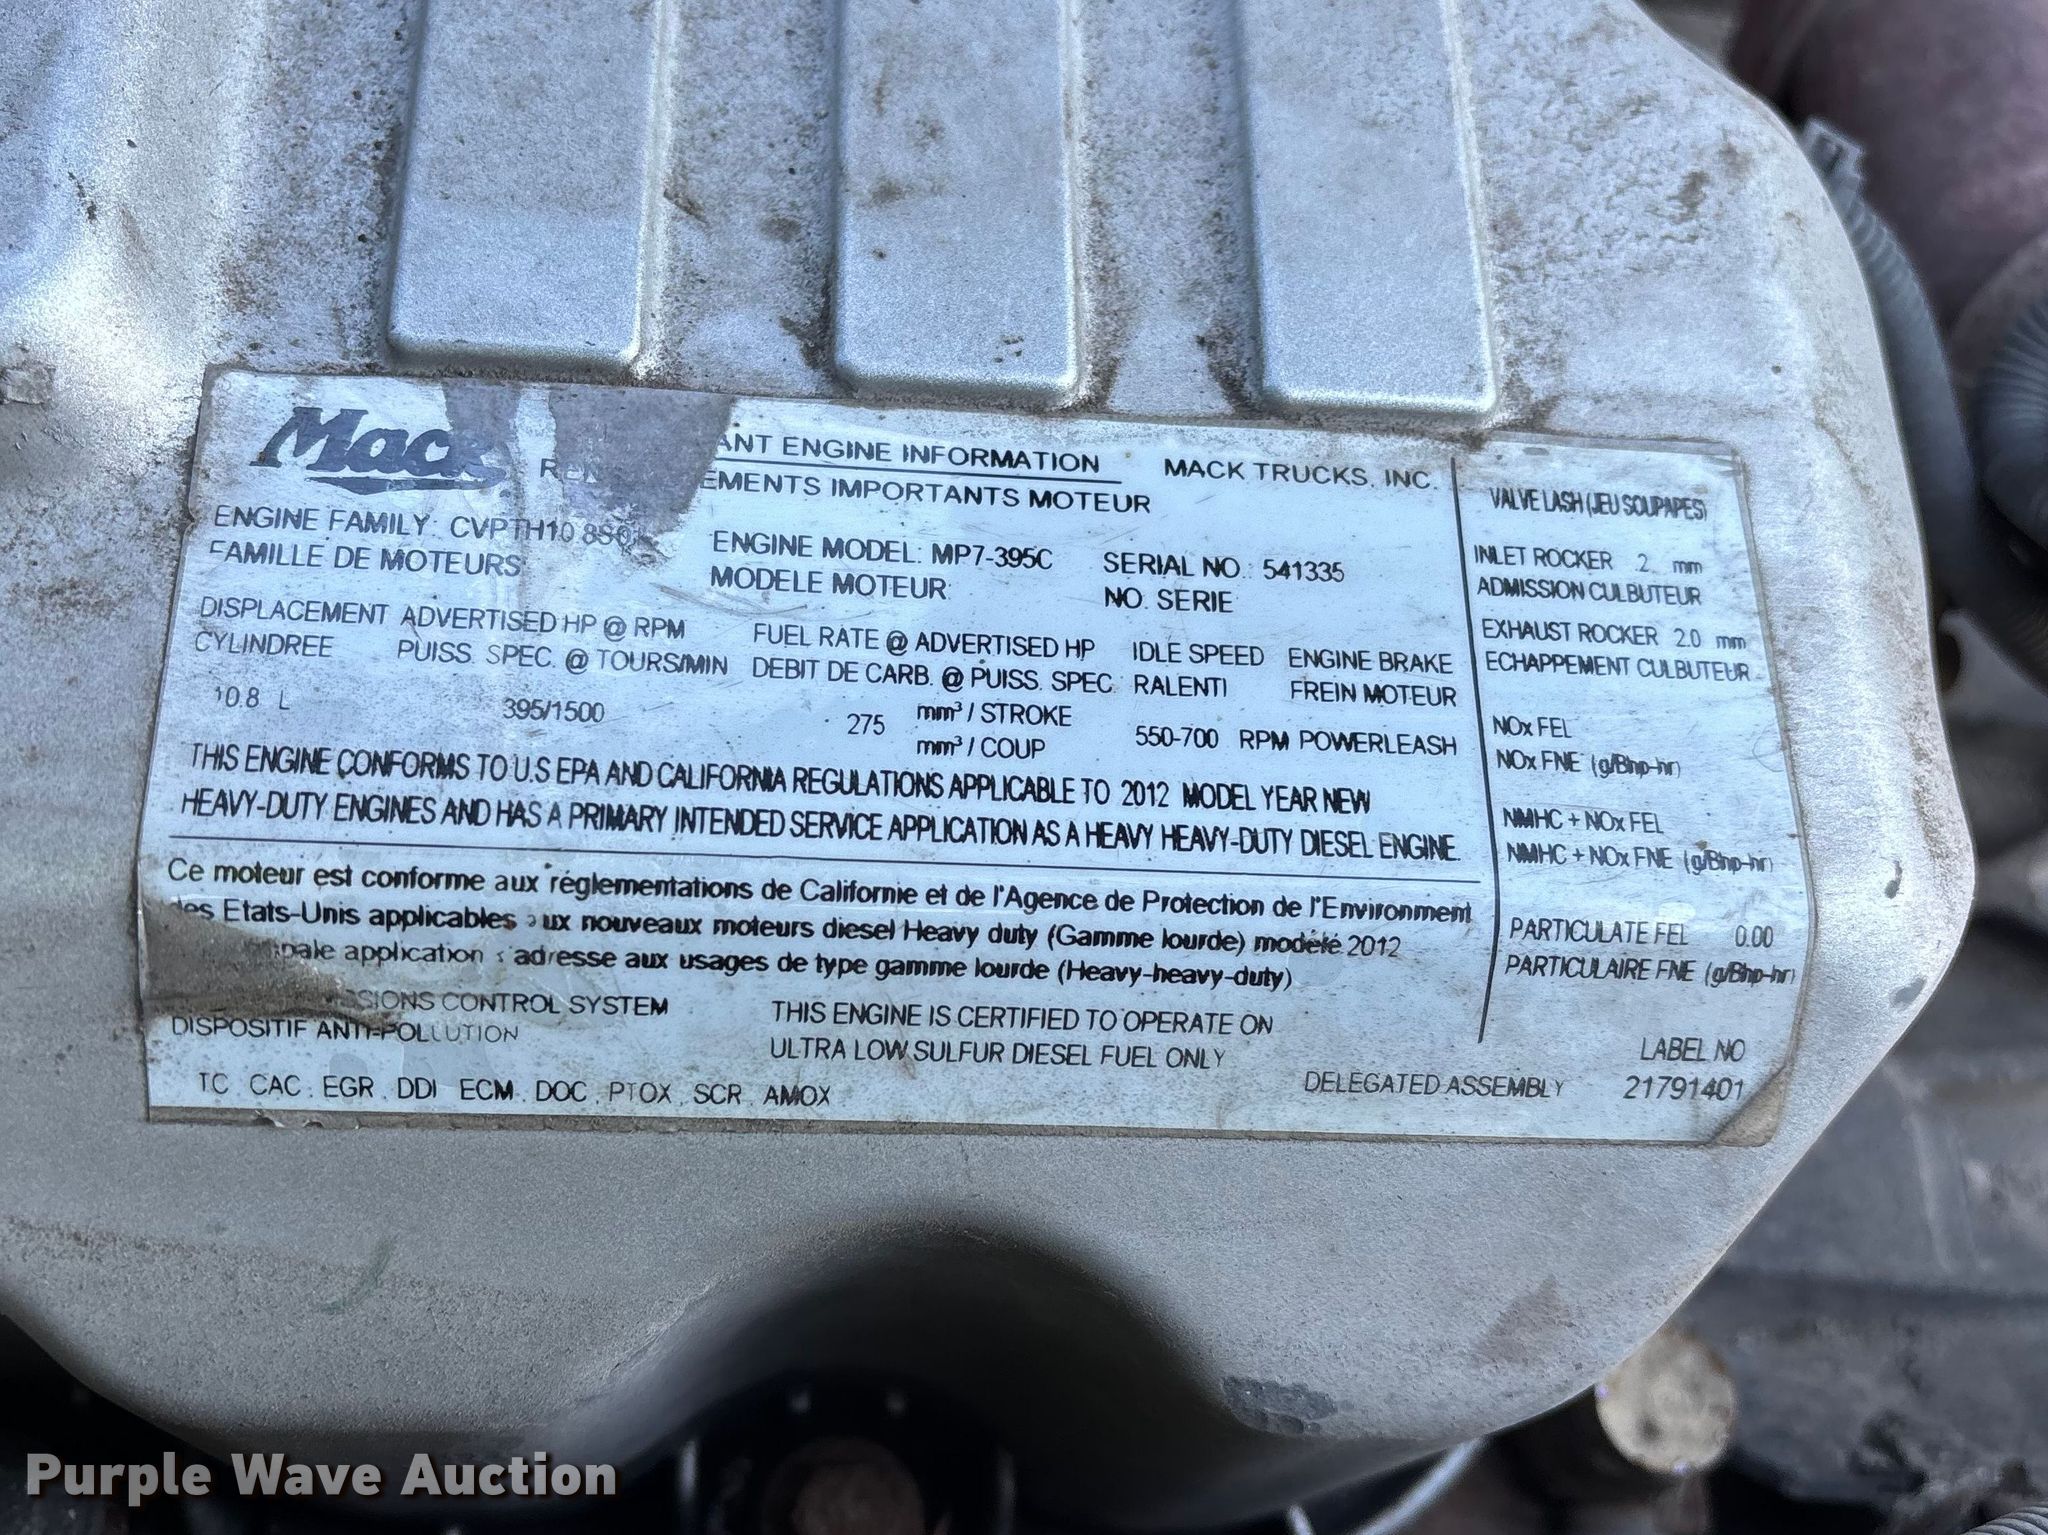 Mack ENGINE INFORMATION MACK TRUCKS, INC.
IMPORTANTS MOTEUR
ENGINE FAMILY: ENGINE MODEL: MP7-395C SERIAL NO.: 541335
FAMILLE DE MOTEURS: MODELE MOTEUR: NO. SERIE
DISPLACEMENT ADVERTISED HP @ RPM FUEL RATE @ ADVERTISED HP IDLE SPEED ENGINE BRAKE
CYLINDREE PUISS. SPEC. @ TOURS/MIN DEBIT DE CARB. @ PUISS. SPEC. RALENTI FREIN MOTEUR
10.8 L 395/1500 275 mm³ / STROKE
mm³ / COUP 550-700 RPM POWERLEASH
THIS ENGINE CONFORMS TO U.S EPA AND CALIFORNIA REGULATIONS APPLICABLE TO 2012 MODEL YEAR NEW
HEAVY-DUTY ENGINES AND HAS A PRIMARY INTENDED SERVICE APPLICATION AS A HEAVY HEAVY-DUTY DIESEL ENGINE.
Ce moteur est conforme aux réglementations de Californie et de l'Agence de Protection de l'Environment
des Etats-Unis applicables aux nouveaux moteurs diesel Heavy duty (Gamme lourde) modélé 2012
application adresse aux usages de type gamme lourde (Heavy-heavy-duty)
CONTROL SYSTEM
DISPOSITIF ANTI-POLLUTION
THIS ENGINE IS CERTIFIED TO OPERATE ON
ULTRA LOW SULFUR DIESEL FUEL ONLY
TC . CAC . EGR . DDI ECM . DOC . PTOX . SCR . AMOX
DELEGATED ASSEMBLY
VALVE LASH (JEU SOUPAPES)
INLET ROCKER 2. mm
ADMISSION CULBUTEUR
EXHAUST ROCKER 2.0 mm
ECHAPPEMENT CULBUTEUR
NOx FEL
NOx FNE (g/Bhp-hr)
NMHC + NOx FEL
NMHC + NOx FNE (g/Bhp-hr)
PARTICULATE FEL 0.00
PARTICULAIRE FNE (g/Bhp-hr)
LABEL NO
21791401
Purple Wave Auction